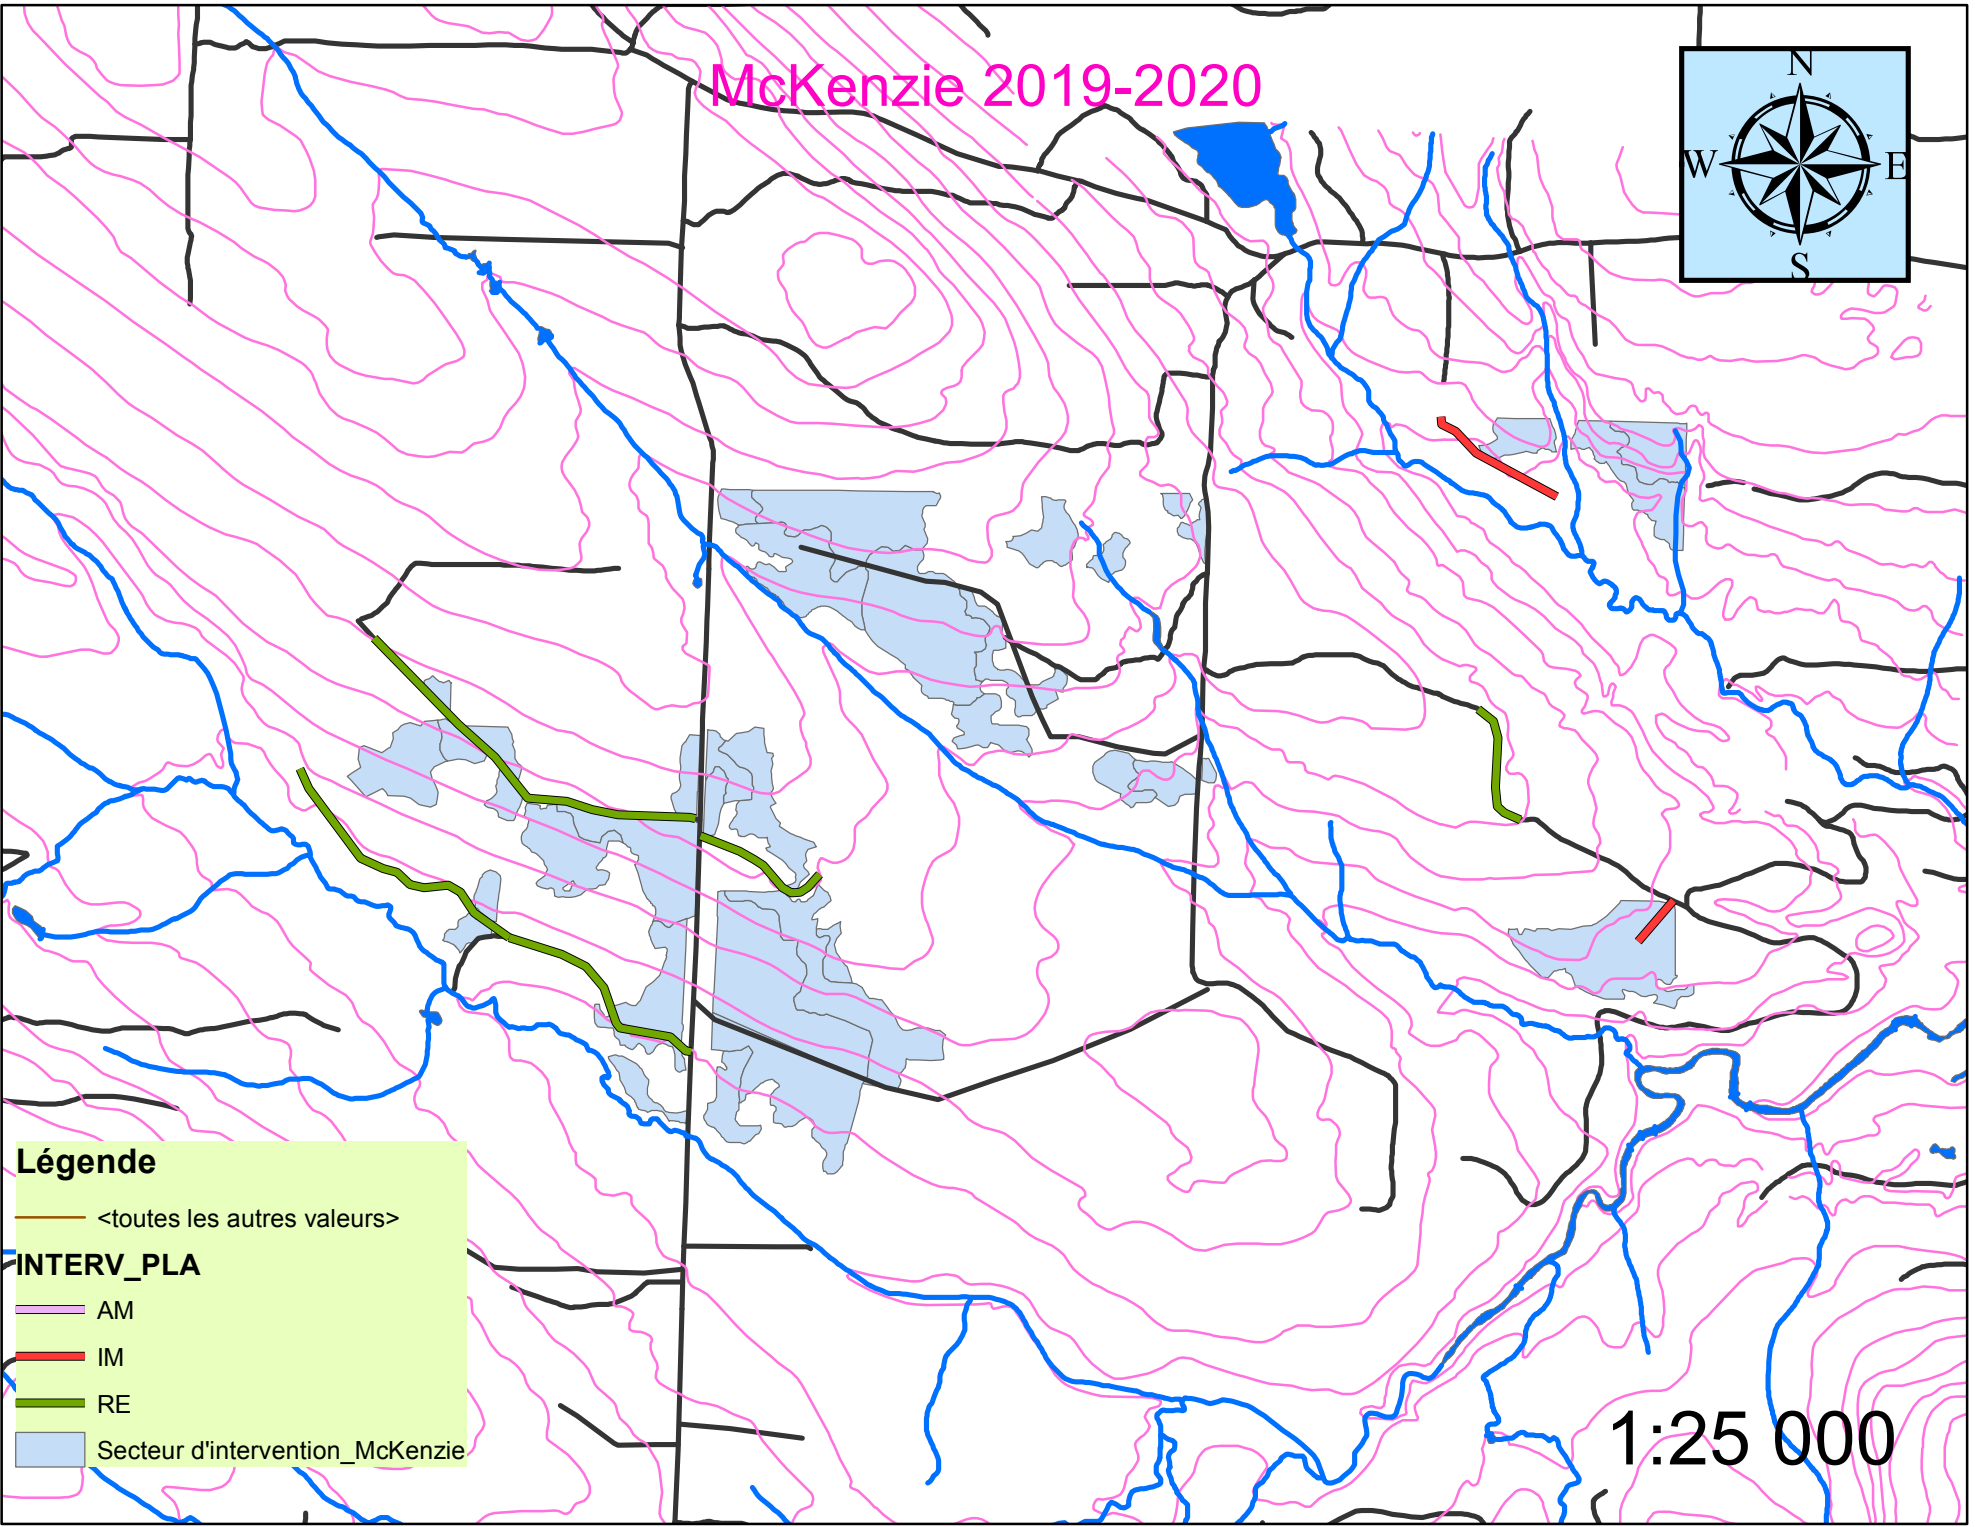 McKenzie 2019-2020
N
W E
S
Légende
<toutes les autres valeurs>
INTERV_PLA
AM
IM
RE
Secteur d'intervention_McKenzie
1:25 000